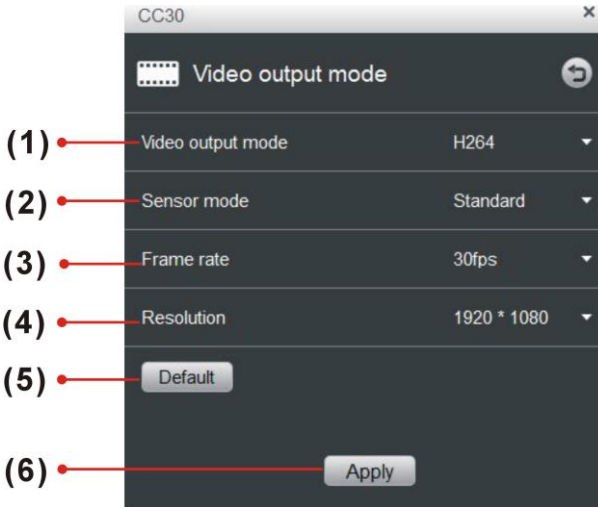 CC30
Video output mode
(1) Video output mode H264
(2) Sensor mode Standard
(3) Frame rate 30fps
(4) Resolution 1920 * 1080
(5) Default
(6) Apply